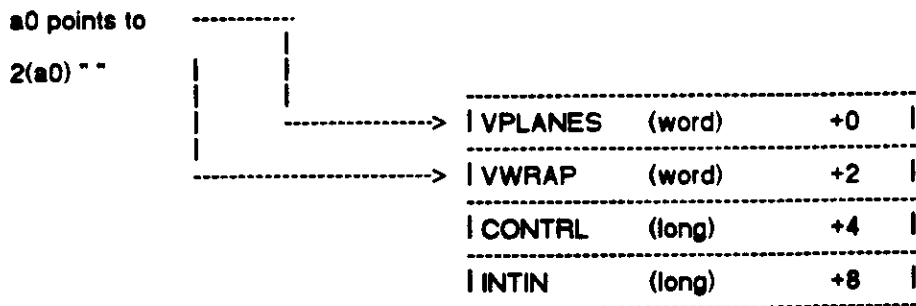 a0 points to
2(a0) " "
VPLANES (word) +0
VWRAP (word) +2
CONTRL (long) +4
INTIN (long) +8